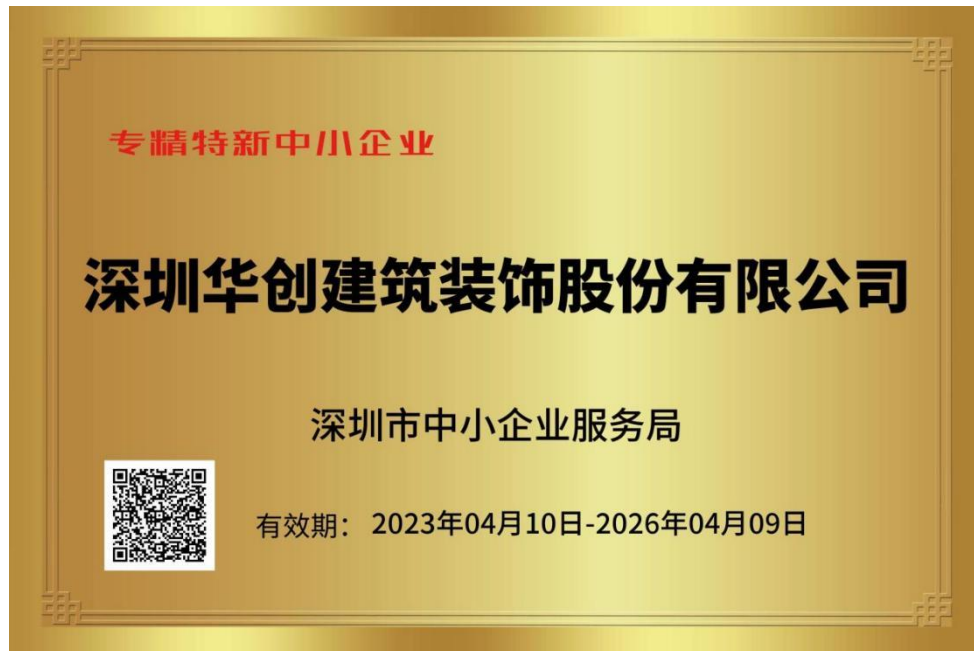 专精特新中小企业
深圳华创建筑装饰股份有限公司
深圳市中小企业服务局
有效期： 2023年04月10日-2026年04月09日